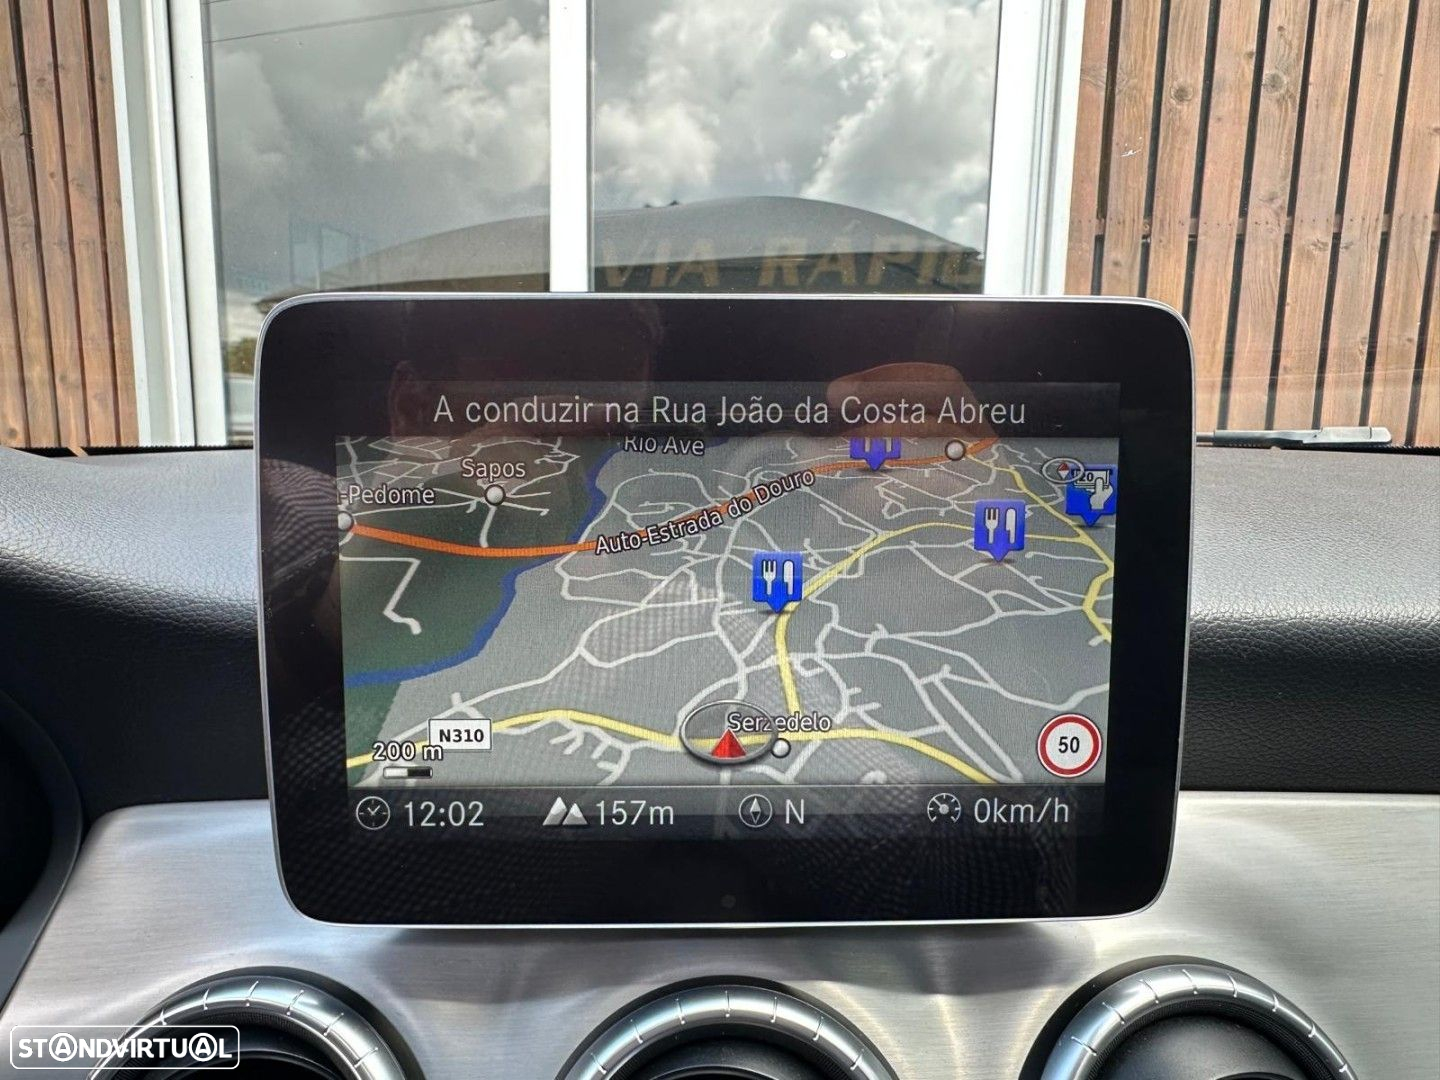 VIA RÁPID
A conduzir na Rua João da Costa Abreu
Rio Ave
Sapos
-Pedome
Auto-Estrada do Douro
Serzedelo
N310
200 m
50
12:02
157m
N
0km/h
STANDVIRTUAL